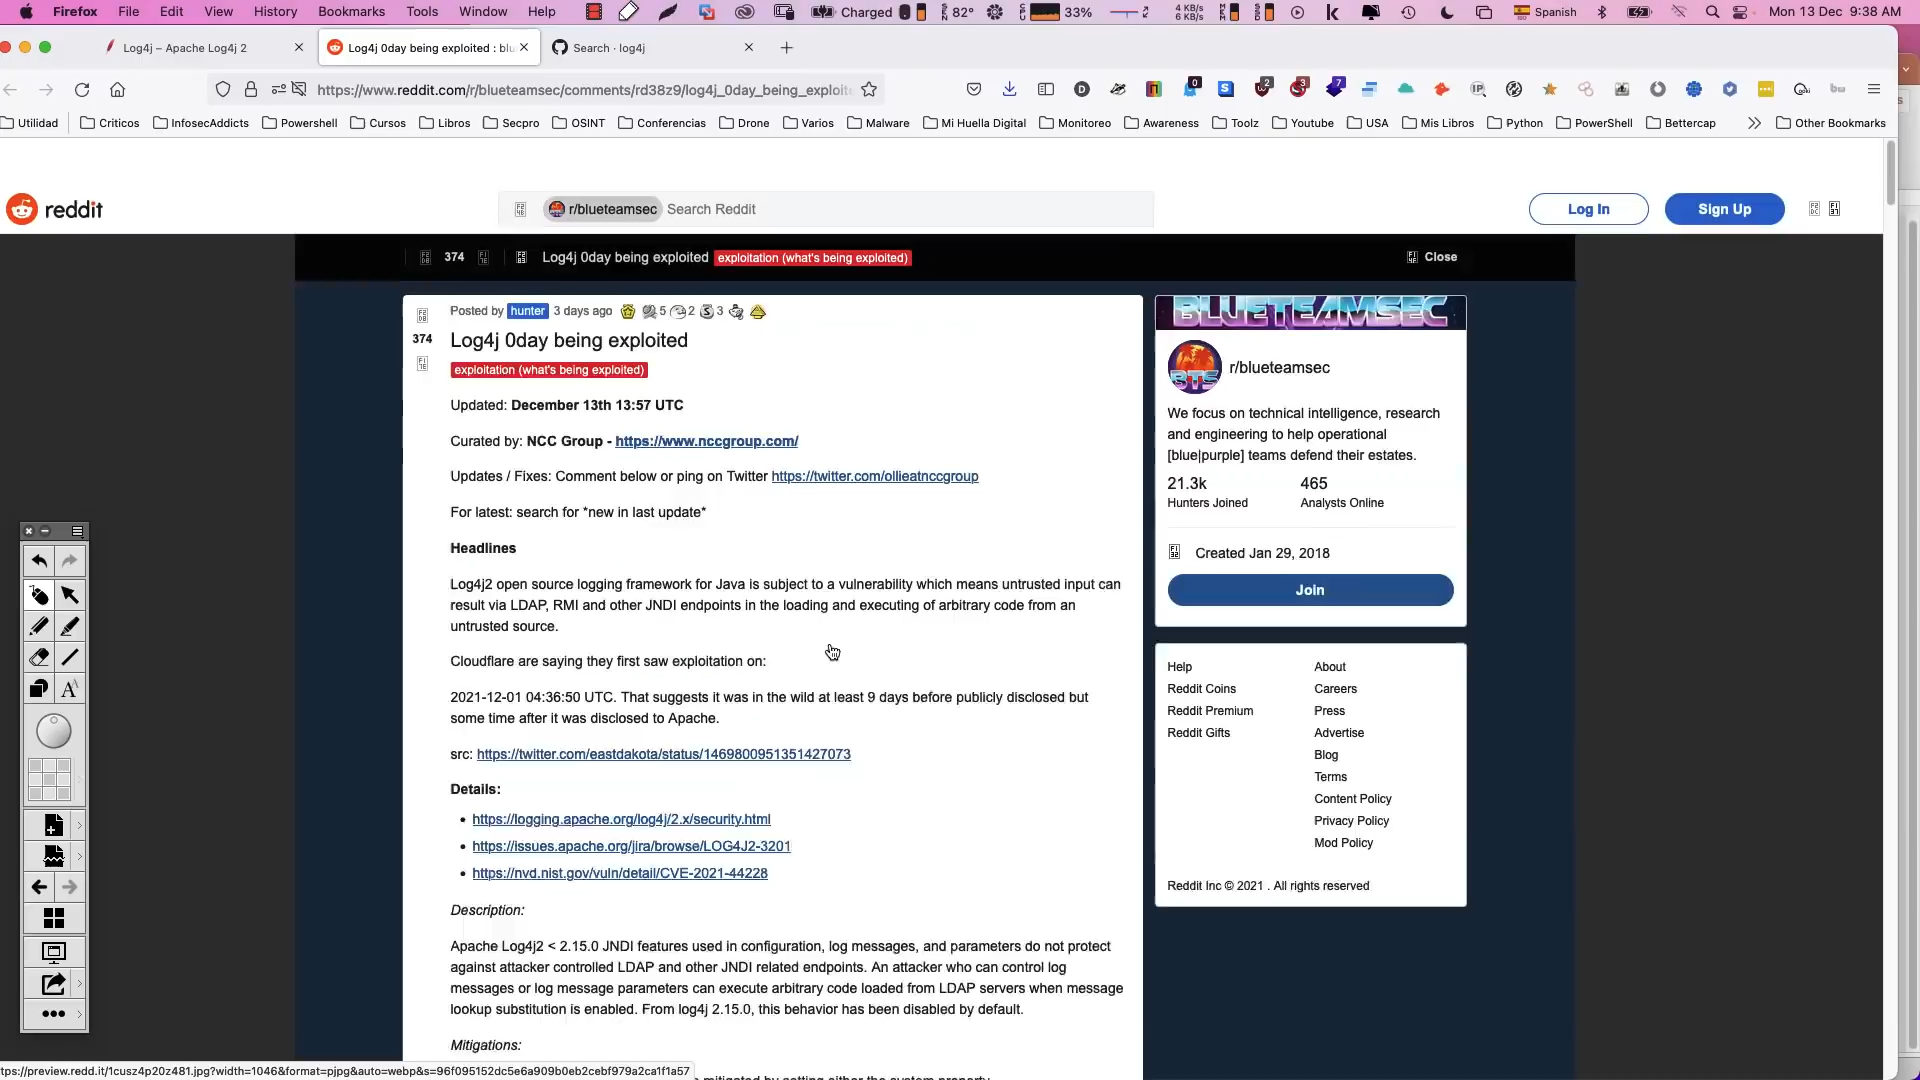 Firefox File Edit View History Bookmarks Tools Window Help Charged 82° 33% 4 KB/s 6 KB/s Spanish Mon 13 Dec 9:38 AM
Log4j – Apache Log4j 2
Log4j 0day being exploited : blu
Search · log4j
https://www.reddit.com/r/blueteamsec/comments/rd38z9/log4j_0day_being_exploite
Utilidad Criticos InfosecAddicts Powershell Cursos Libros Secpro OSINT Conferencias Drone Varios Malware Mi Huella Digital Monitoreo Awareness Toolz Youtube USA Mis Libros Python PowerShell Bettercap Other Bookmarks
reddit r/blueteamsec Search Reddit Log In Sign Up
374 Log4j 0day being exploited exploitation (what's being exploited) Close
Posted by hunter 3 days ago 5 2 3
374
Log4j 0day being exploited
exploitation (what's being exploited)
Updated: December 13th 13:57 UTC
Curated by: NCC Group - https://www.nccgroup.com/
Updates / Fixes: Comment below or ping on Twitter https://twitter.com/ollieatnccgroup
For latest: search for *new in last update*
Headlines
Log4j2 open source logging framework for Java is subject to a vulnerability which means untrusted input can
result via LDAP, RMI and other JNDI endpoints in the loading and executing of arbitrary code from an
untrusted source.
Cloudflare are saying they first saw exploitation on:
2021-12-01 04:36:50 UTC. That suggests it was in the wild at least 9 days before publicly disclosed but
some time after it was disclosed to Apache.
src: https://twitter.com/eastdakota/status/1469800951351427073
Details:
• https://logging.apache.org/log4j/2.x/security.html
• https://issues.apache.org/jira/browse/LOG4J2-3201
• https://nvd.nist.gov/vuln/detail/CVE-2021-44228
Description:
Apache Log4j2 < 2.15.0 JNDI features used in configuration, log messages, and parameters do not protect
against attacker controlled LDAP and other JNDI related endpoints. An attacker who can control log
messages or log message parameters can execute arbitrary code loaded from LDAP servers when message
lookup substitution is enabled. From log4j 2.15.0, this behavior has been disabled by default.
Mitigations:
mitigated by setting either the system property
BLUETEAMSEC
BTS
r/blueteamsec
We focus on technical intelligence, research
and engineering to help operational
[blue|purple] teams defend their estates.
21.3k 465
Hunters Joined Analysts Online
Created Jan 29, 2018
Join
Help About
Reddit Coins Careers
Reddit Premium Press
Reddit Gifts Advertise
Blog
Terms
Content Policy
Privacy Policy
Mod Policy
Reddit Inc © 2021 . All rights reserved
tps://preview.redd.it/1cusz4p20z481.jpg?width=1046&format=pjpg&auto=webp&s=96f095152dc5e6a909b0eb2cebf979a2ca1f1a57